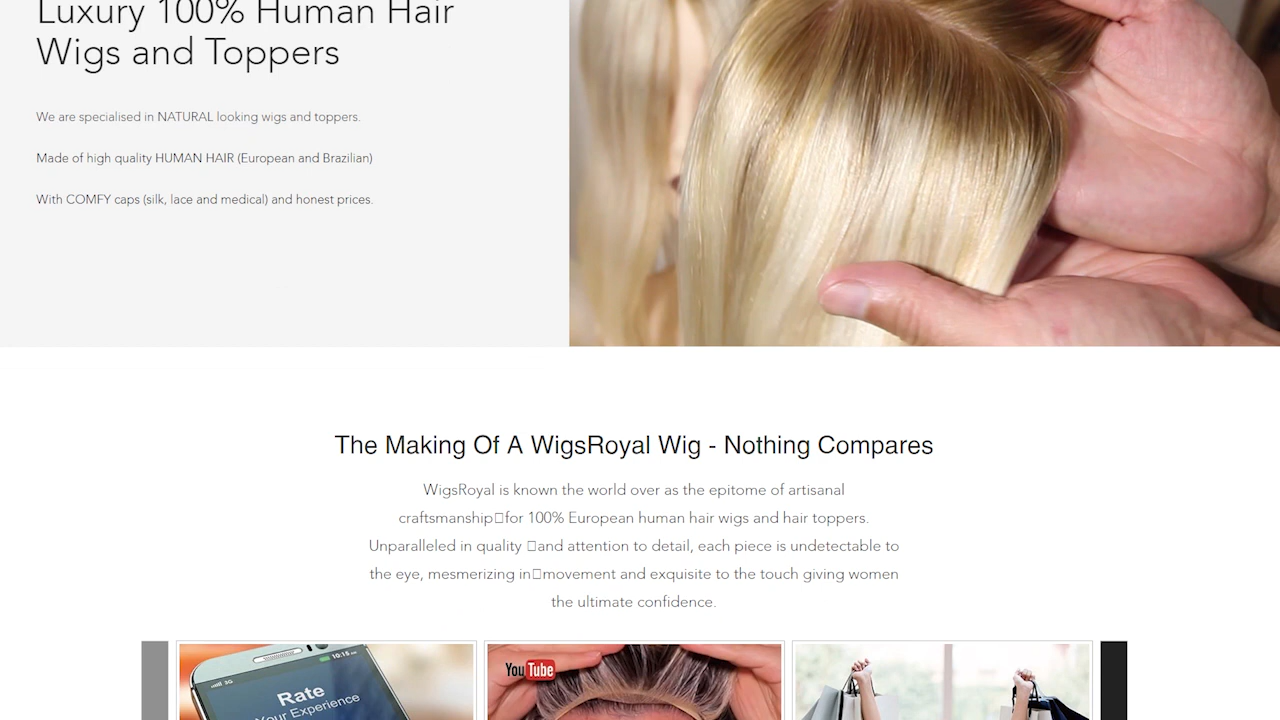 Luxury 100% Human Hair
Wigs and Toppers
We are specialised in NATURAL looking wigs and toppers.
Made of high quality HUMAN HAIR (European and Brazilian)
With COMFY caps (silk, lace and medical) and honest prices.
The Making Of A WigsRoyal Wig - Nothing Compares
WigsRoyal is known the world over as the epitome of artisanal
craftsmanship□for 100% European human hair wigs and hair toppers.
Unparalleled in quality □and attention to detail, each piece is undetectable to
the eye, mesmerizing in□movement and exquisite to the touch giving women
the ultimate confidence.
3G 10:15
Rate
Your Experience
YouTube